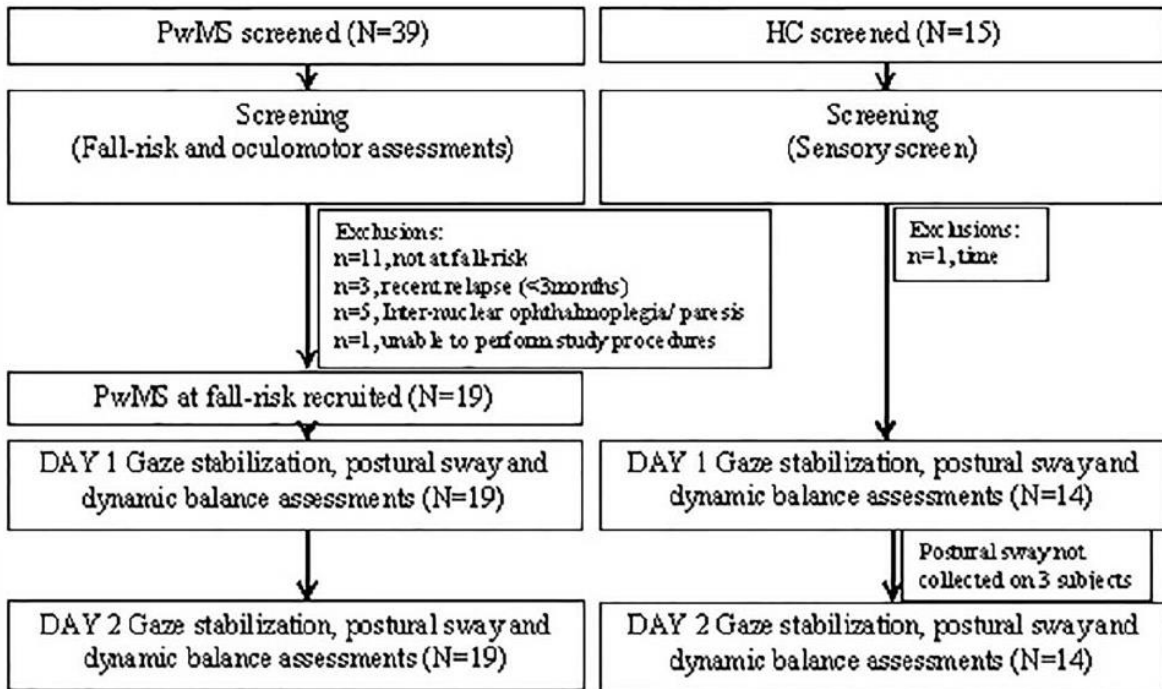 PwMS screened (N=39)
Screening
(Fall-risk and oculomotor assessments)
Exclusions:
n=11, not at fall-risk
n=3, recent relapse (<3months)
n=5, Inter-nuclear ophthalmoplegia/ paresis
n=1, unable to perform study procedures
PwMS at fall-risk recruited (N=19)
DAY 1 Gaze stabilization, postural sway and
dynamic balance assessments (N=19)
DAY 2 Gaze stabilization, postural sway and
dynamic balance assessments (N=19)
HC screened (N=15)
Screening
(Sensory screen)
Exclusions:
n=1, time
DAY 1 Gaze stabilization, postural sway and
dynamic balance assessments (N=14)
Postural sway not
collected on 3 subjects
DAY 2 Gaze stabilization, postural sway and
dynamic balance assessments (N=14)